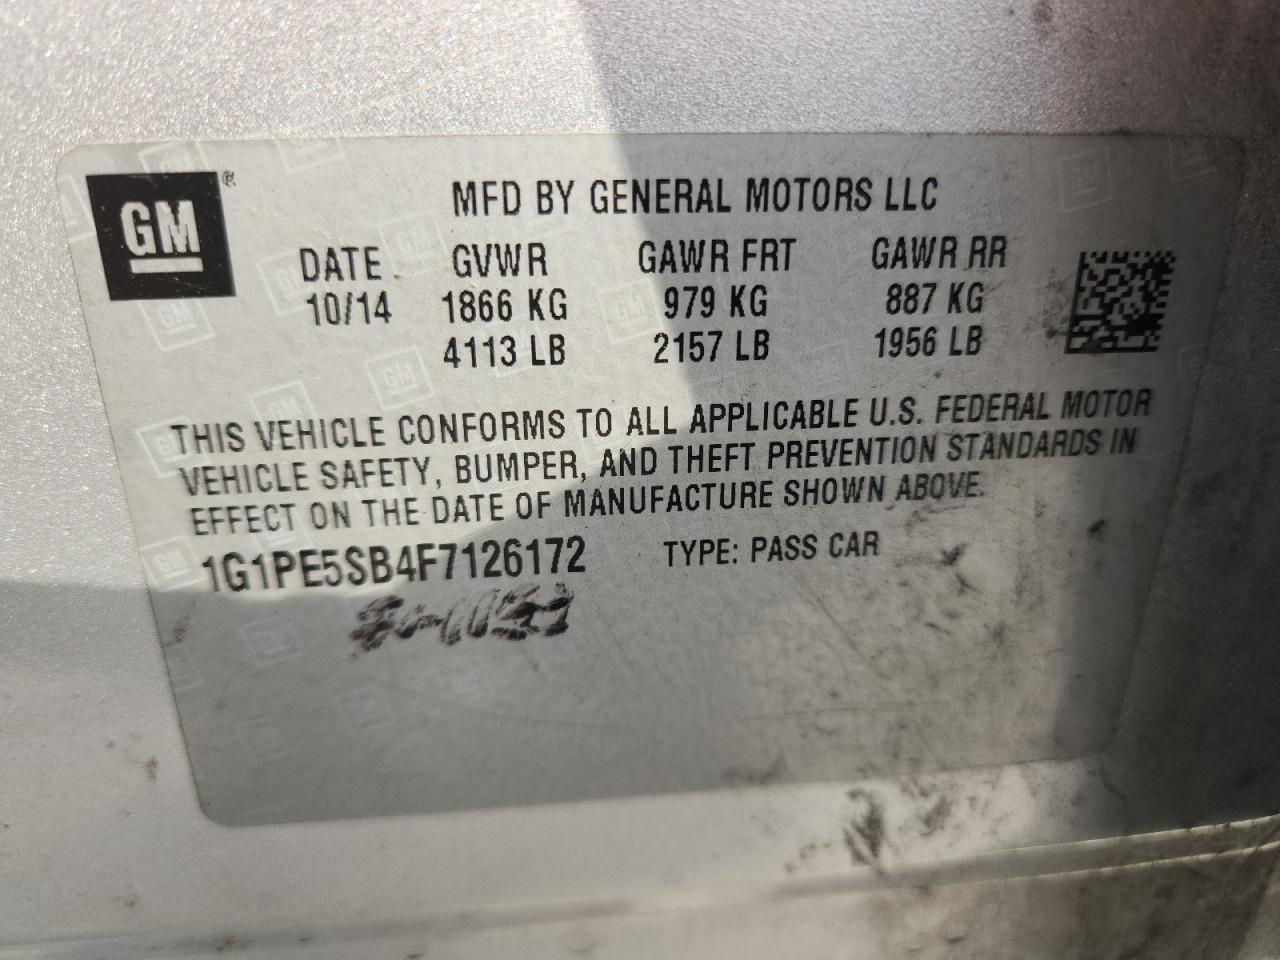 GM®
MFD BY GENERAL MOTORS LLC
DATE GVWR GAWR FRT GAWR RR
10/14 1866 KG 979 KG 887 KG
4113 LB 2157 LB 1956 LB
THIS VEHICLE CONFORMS TO ALL APPLICABLE U.S. FEDERAL MOTOR
VEHICLE SAFETY, BUMPER, AND THEFT PREVENTION STANDARDS IN
EFFECT ON THE DATE OF MANUFACTURE SHOWN ABOVE.
1G1PE5SB4F7126172 TYPE: PASS CAR